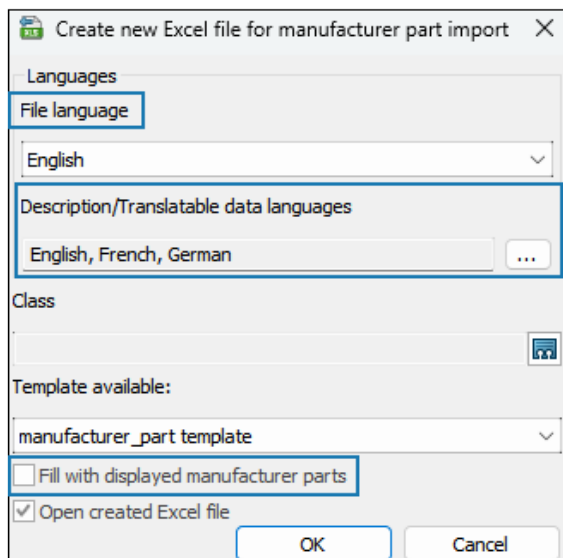 Create new Excel file for manufacturer part import
Languages
File language
English
Description/Translatable data languages
English, French, German
...
Class
Template available:
manufacturer_part template
Fill with displayed manufacturer parts
Open created Excel file
OK Cancel